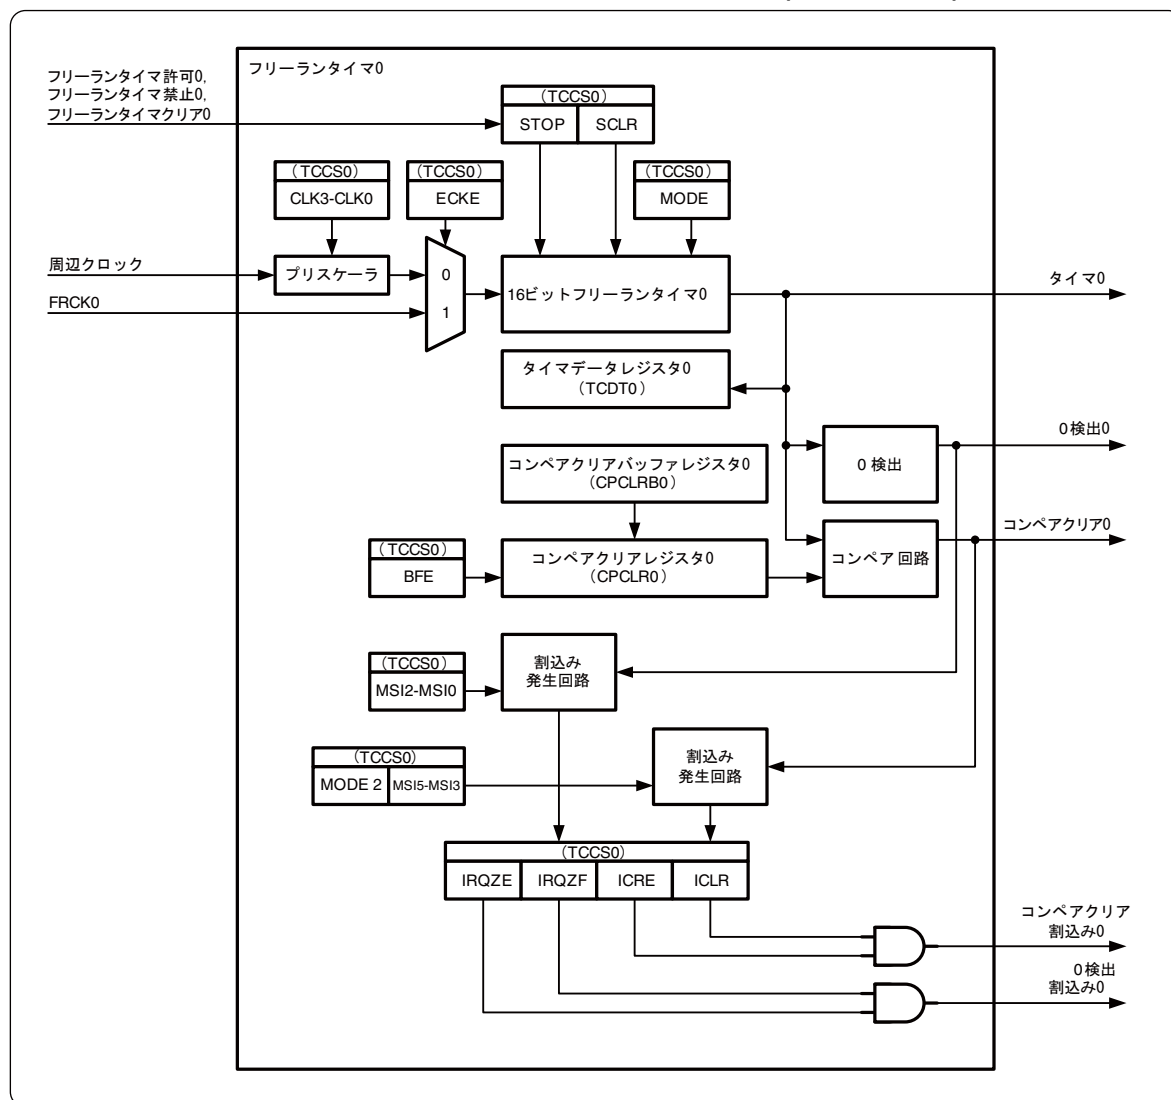 フリーランタイマ0
フリーランタイマ許可0,
フリーランタイマ禁止0,
フリーランタイマクリア0
(TCCS0)
STOP
SCLR
(TCCS0)
CLK3-CLK0
(TCCS0)
ECKE
(TCCS0)
MODE
周辺クロック
プリスケーラ
0
1
FRCK0
16ビットフリーランタイマ0
タイマ0
タイマデータレジスタ0
(TCDT0)
0検出0
0 検出
コンペアクリアバッファレジスタ0
(CPCLRB0)
コンペアクリア0
(TCCS0)
BFE
コンペアクリアレジスタ0
(CPCLR0)
コンペア 回路
(TCCS0)
MSI2-MSI0
割込み
発生回路
(TCCS0)
MODE 2
MSI5-MSI3
割込み
発生回路
(TCCS0)
IRQZE
IRQZF
ICRE
ICLR
コンペアクリア
割込み0
0検出
割込み0